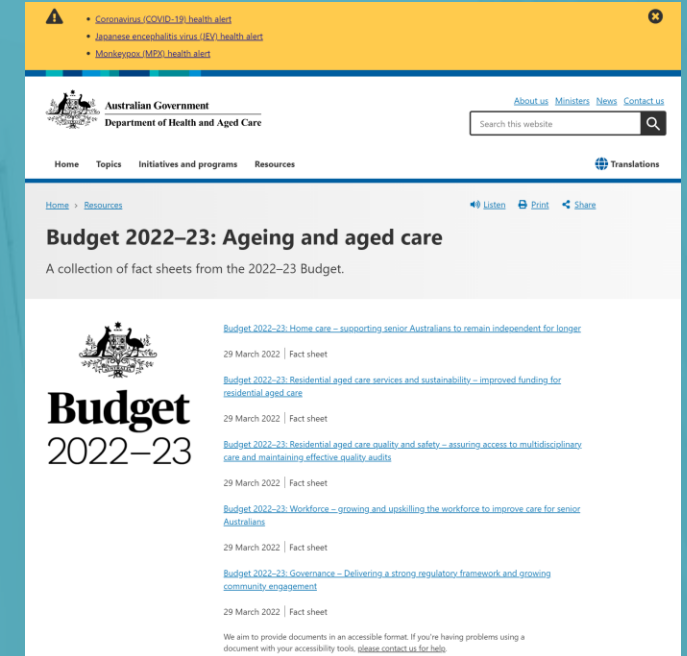 Coronavirus (COVID-19) health alert
Japanese encephalitis virus (JEV) health alert
Monkeypox (MPX) health alert
Australian Government
Department of Health and Aged Care
About us Ministers News Contact us
Search this website
Home Topics Initiatives and programs Resources
Translations
Home › Resources
Listen Print Share
Budget 2022–23: Ageing and aged care
A collection of fact sheets from the 2022–23 Budget.
Budget
2022–23
Budget 2022–23: Home care – supporting senior Australians to remain independent for longer
29 March 2022 | Fact sheet
Budget 2022–23: Residential aged care services and sustainability – improved funding for
residential aged care
29 March 2022 | Fact sheet
Budget 2022–23: Residential aged care quality and safety – assuring access to multidisciplinary
care and maintaining effective quality audits
29 March 2022 | Fact sheet
Budget 2022–23: Workforce – growing and upskilling the workforce to improve care for senior
Australians
29 March 2022 | Fact sheet
Budget 2022–23: Governance – Delivering a strong regulatory framework and growing
community engagement
29 March 2022 | Fact sheet
We aim to provide documents in an accessible format. If you're having problems using a
document with your accessibility tools, please contact us for help.